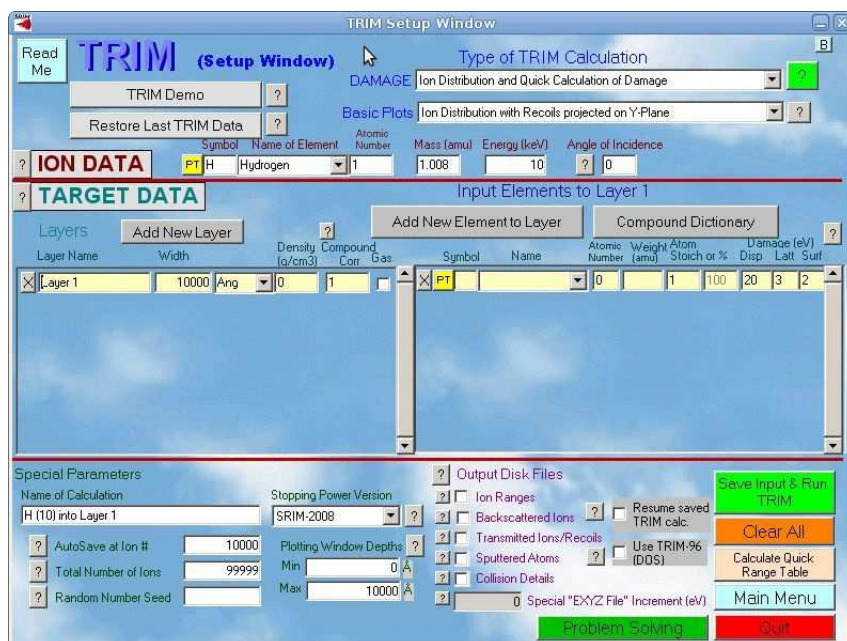 TRIM Setup Window
Read Me
TRIM (Setup Window)
B
Type of TRIM Calculation
DAMAGE Ion Distribution and Quick Calculation of Damage ?
TRIM Demo ?
Basic Plots Ion Distribution with Recoils projected on Y-Plane ?
Restore Last TRIM Data ?
Symbol Name of Element Atomic Number Mass (amu) Energy (keV) Angle of Incidence
? ION DATA PT H Hydrogen 1 1.008 10 ? 0
? TARGET DATA
Input Elements to Layer 1
Layers Add New Layer ?
Add New Element to Layer Compound Dictionary ?
Layer Name Width Density (g/cm3) Compound Corr Gas
Symbol Name Atomic Number Weight (amu) Atom Stoich or % Damage (eV) Disp Latt Surf
X Layer 1 10000 Ang 0 1
X PT 0 1 100 20 3 2
Special Parameters
Name of Calculation
H (10) into Layer 1
Stopping Power Version
SRIM-2008 ?
? AutoSave at Ion # 10000
? Total Number of Ions 99999
? Random Number Seed
Plotting Window Depths ?
Min 0 Å
Max 10000 Å
? Output Disk Files
? Ion Ranges
? Backscattered Ions
? Transmitted Ions/Recoils
? Sputtered Atoms
? Collision Details
? 0 Special "EXYZ File" Increment (eV)
? Resume saved TRIM calc.
? Use TRIM-96 (DOS)
Save Input & Run TRIM
Clear All
Calculate Quick Range Table
Main Menu
Problem Solving
Quit